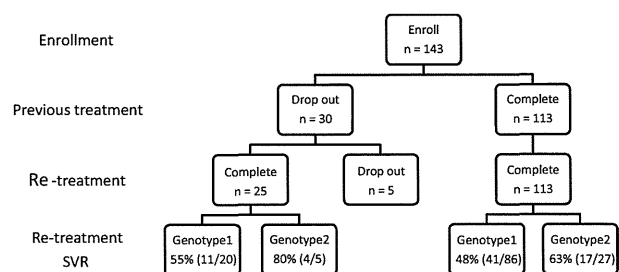 Enrollment
Enroll
n = 143
Previous treatment
Drop out
n = 30
Complete
n = 113
Re -treatment
Complete
n = 25
Drop out
n = 5
Complete
n = 113
Re-treatment
SVR
Genotype1
55% (11/20)
Genotype2
80% (4/5)
Genotype1
48% (41/86)
Genotype2
63% (17/27)